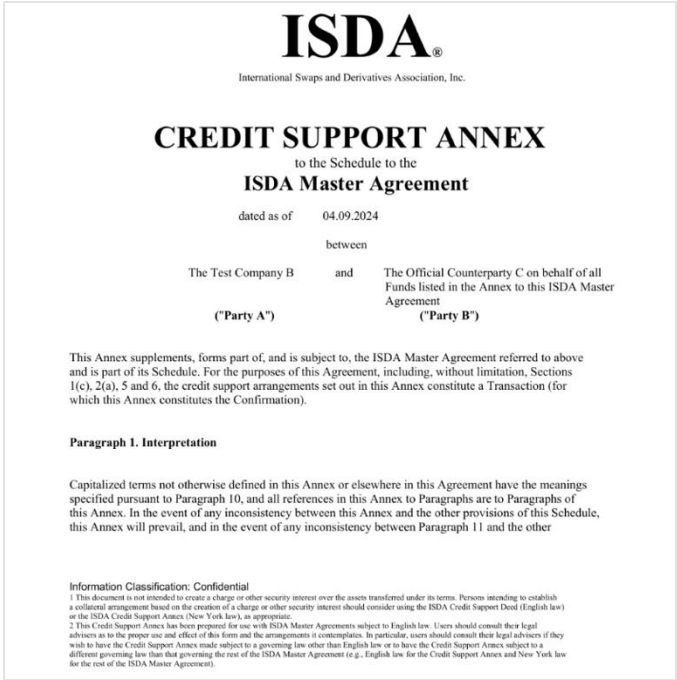 ISDA®
International Swaps and Derivatives Association, Inc.
CREDIT SUPPORT ANNEX
to the Schedule to the
ISDA Master Agreement
dated as of 04.09.2024
between
The Test Company B and The Official Counterparty C on behalf of all
Funds listed in the Annex to this ISDA Master
Agreement
("Party A") ("Party B")
This Annex supplements, forms part of, and is subject to, the ISDA Master Agreement referred to above
and is part of its Schedule. For the purposes of this Agreement, including, without limitation, Sections
1(c), 2(a), 5 and 6, the credit support arrangements set out in this Annex constitute a Transaction (for
which this Annex constitutes the Confirmation).
Paragraph 1. Interpretation
Capitalized terms not otherwise defined in this Annex or elsewhere in this Agreement have the meanings
specified pursuant to Paragraph 10, and all references in this Annex to Paragraphs are to Paragraphs of
this Annex. In the event of any inconsistency between this Annex and the other provisions of this Schedule,
this Annex will prevail, and in the event of any inconsistency between Paragraph 11 and the other
Information Classification: Confidential
1 This document is not intended to create a charge or other security interest over the assets transferred under its terms. Persons intending to establish
a collateral arrangement based on the creation of a charge or other security interest should consider using the ISDA Credit Support Deed (English law)
or the ISDA Credit Support Annex (New York law), as appropriate.
2 This Credit Support Annex has been prepared for use with ISDA Master Agreements subject to English law. Users should consult their legal
advisers as to the proper use and effect of this form and the arrangements it contemplates. In particular, users should consult their legal advisers if they
wish to have the Credit Support Annex made subject to a governing law other than English law or to have the Credit Support Annex subject to a
different governing law than that governing the rest of the ISDA Master Agreement (e.g., English law for the Credit Support Annex and New York law
for the rest of the ISDA Master Agreement).